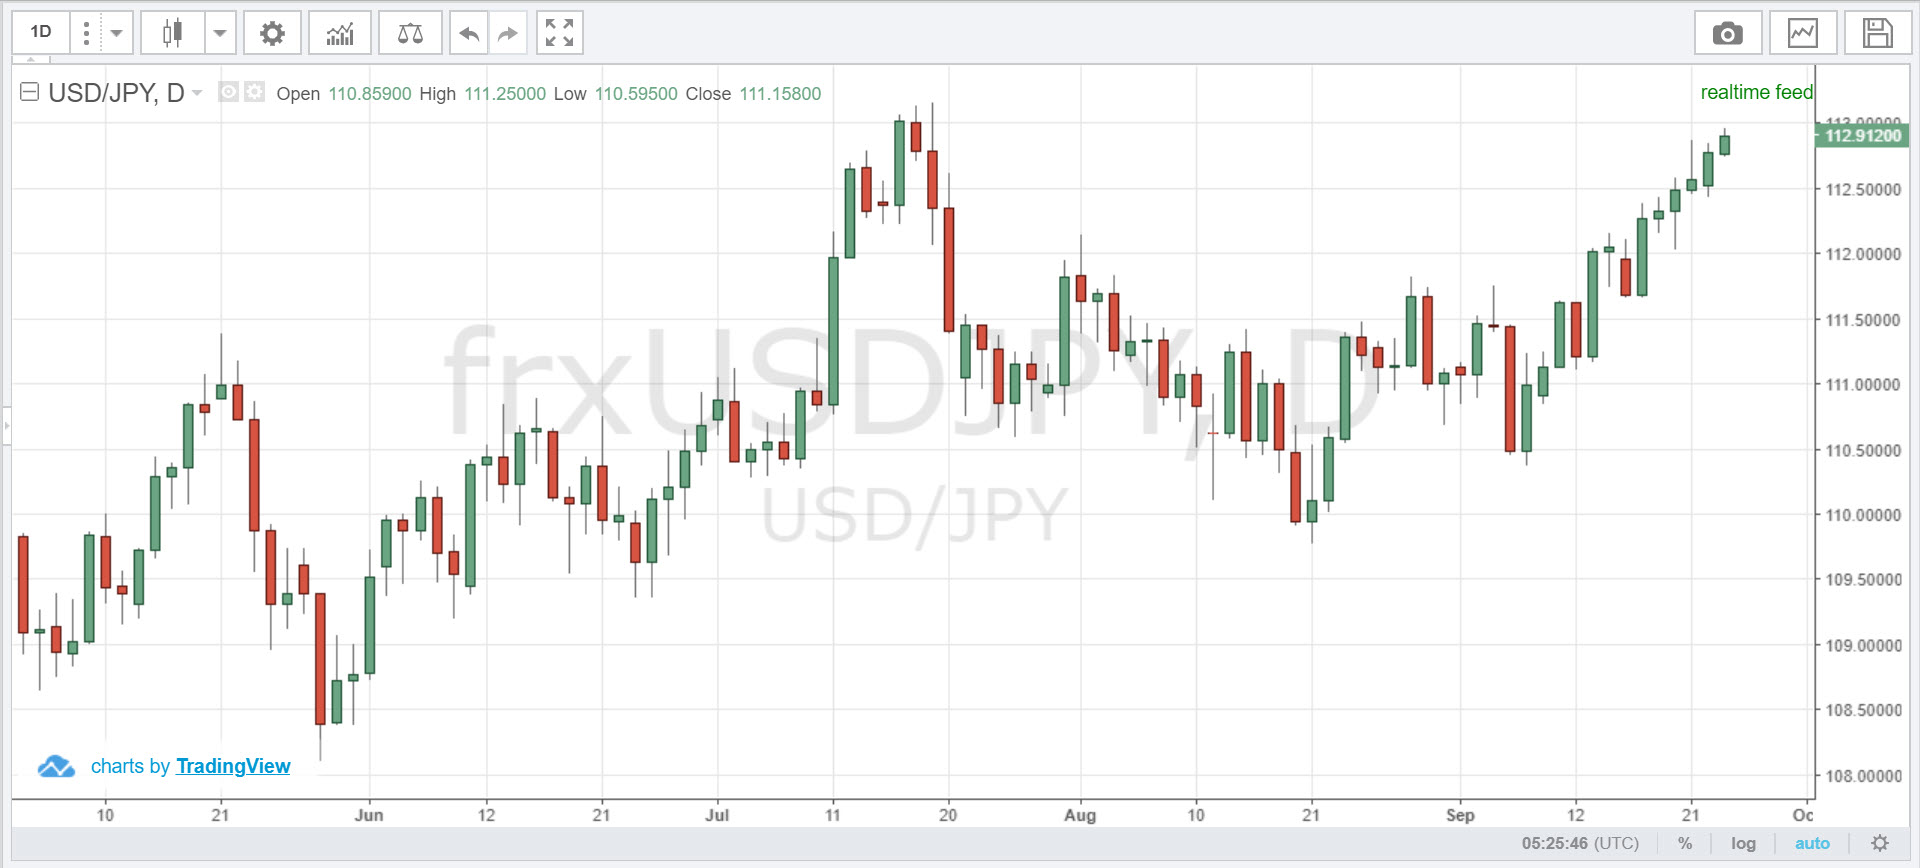 1D
USD/JPY, D Open 110.85900 High 111.25000 Low 110.59500 Close 111.15800
realtime feed
113.00000
112.91200
112.50000
112.00000
111.50000
111.00000
110.50000
110.00000
109.50000
109.00000
108.50000
108.00000
frxUSDJPY, D
USD/JPY
charts by TradingView
10 21 Jun 12 21 Jul 11 20 Aug 10 21 Sep 12 21 Oc
05:25:46 (UTC) % log auto